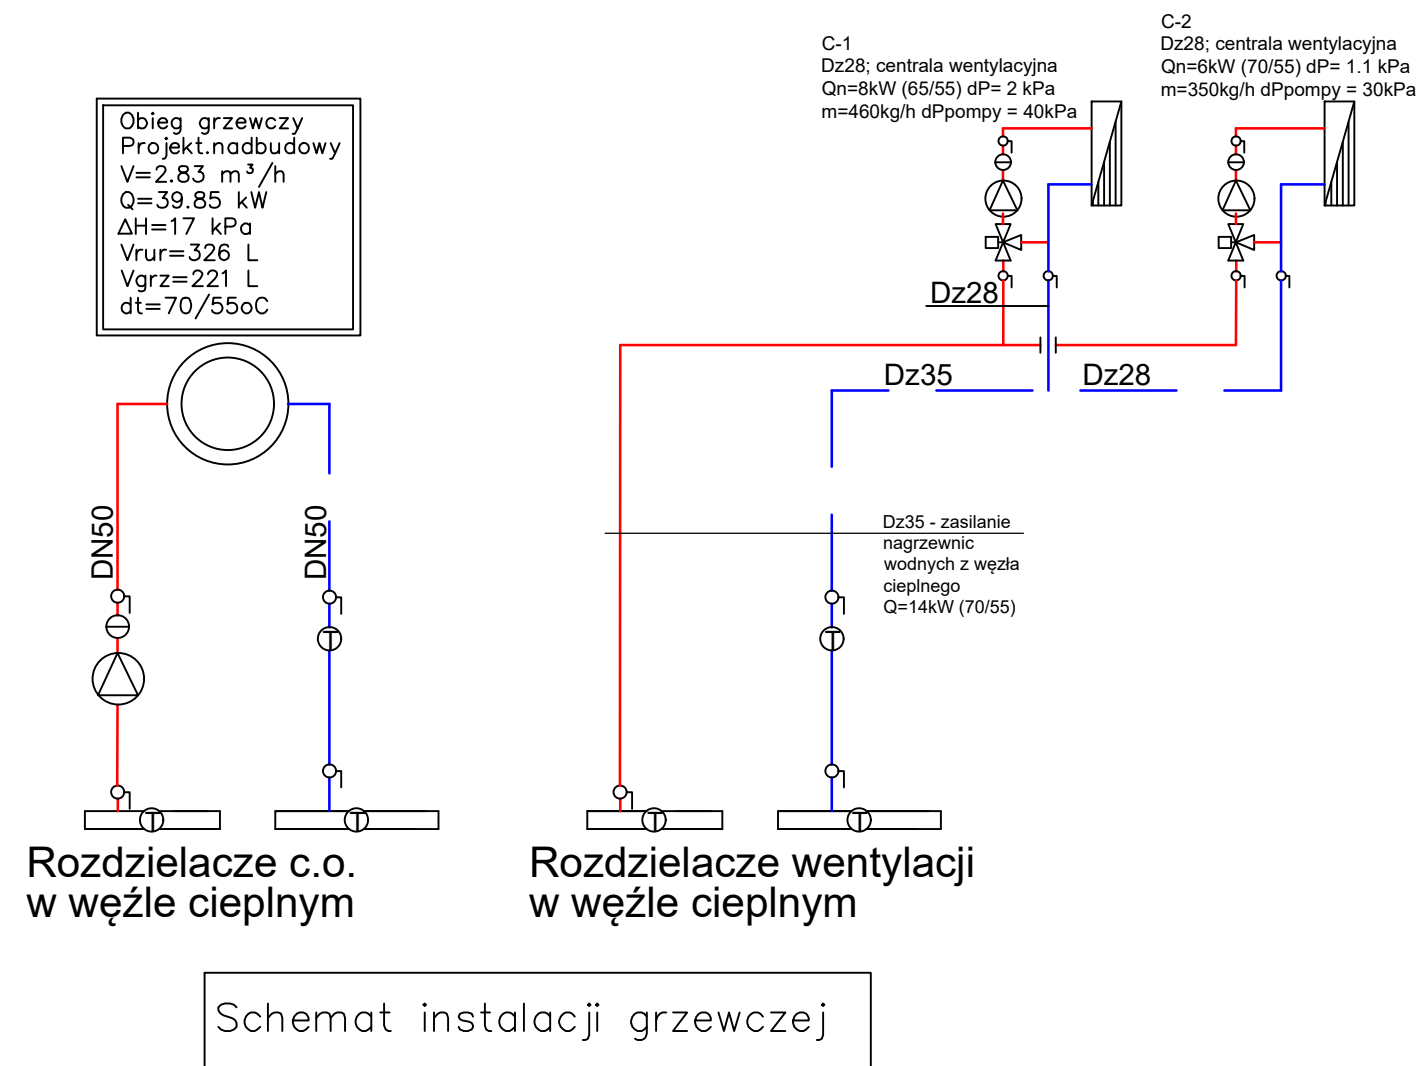 C-1
Dz28; centrala wentylacyjna
Qn=8kW (65/55) dP= 2 kPa
m=460kg/h dPpompy = 40kPa
C-2
Dz28; centrala wentylacyjna
Qn=6kW (70/55) dP= 1.1 kPa
m=350kg/h dPpompy = 30kPa
Obieg grzewczy
Projekt.nadbudowy
V=2.83 m³/h
Q=39.85 kW
ΔH=17 kPa
Vrur=326 L
Vgrz=221 L
dt=70/55oC
Dz28
Dz35
Dz28
DN50
DN50
Dz35 - zasilanie
nagrzewnic
wodnych z węzła
cieplnego
Q=14kW (70/55)
T
T
T
T
T
T
Rozdzielacze c.o.
w węźle cieplnym
Rozdzielacze wentylacji
w węźle cieplnym
Schemat instalacji grzewczej